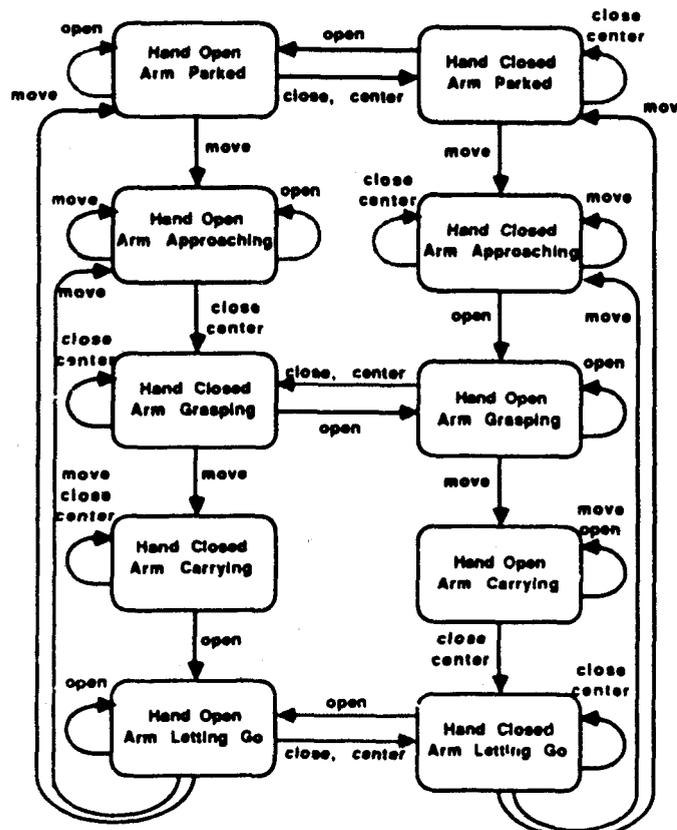 open
Hand Open
Arm Parked
open
close, center
Hand Closed
Arm Parked
close
center
move
move
move
move
Hand Open
Arm Approaching
open
move
close
center
close
center
Hand Closed
Arm Approaching
move
move
open
move
close
center
Hand Closed
Arm Grasping
close, center
open
Hand Open
Arm Grasping
open
move
close
center
move
Hand Closed
Arm Carrying
move
Hand Open
Arm Carrying
move
open
open
close
center
open
Hand Open
Arm Letting Go
open
close, center
Hand Closed
Arm Letting Go
close
center